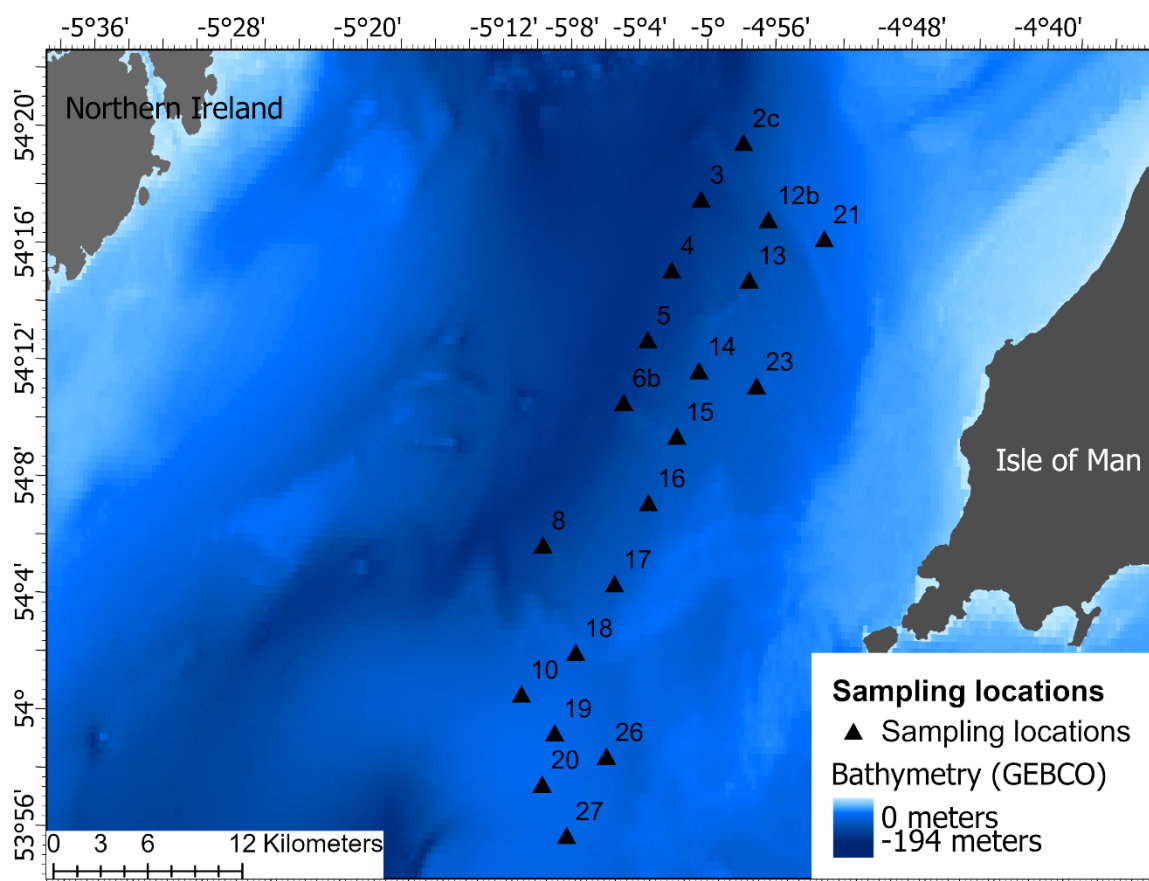 -5°36' -5°28' -5°20' -5°12' -5°8' -5°4' -5° -4°56' -4°48' -4°40'
Northern Ireland
54°20'
2c
3
12b
21
54°16'
4
13
5
54°12'
14
23
6b
15
Isle of Man
54°8'
16
8
17
54°4'
18
10
54°
19
26
20
27
53°56'
Sampling locations
Sampling locations
Bathymetry (GEBCO)
0 meters
-194 meters
0 3 6 12 Kilometers